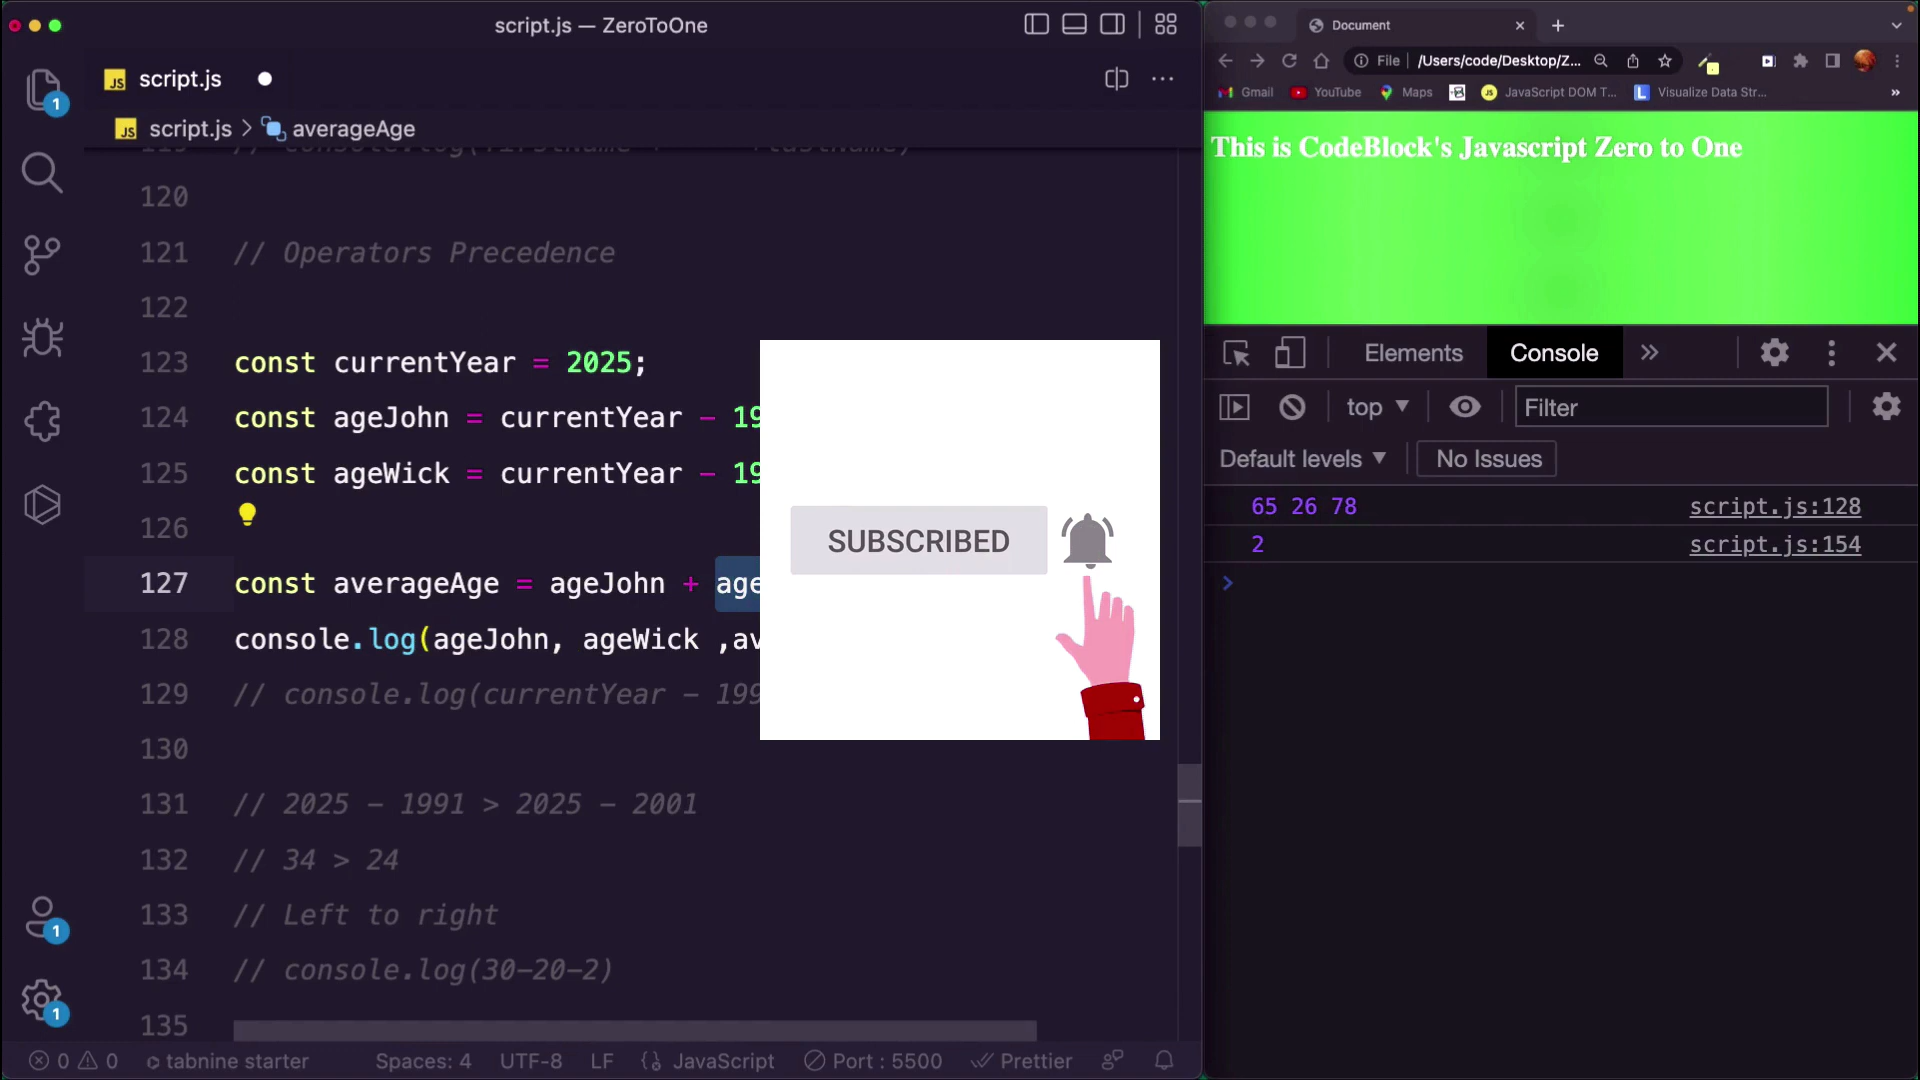 script.js — ZeroToOne
script.js
script.js > averageAge
120
121 // Operators Precedence
122
123 const currentYear = 2025;
124 const ageJohn = currentYear - 19
125 const ageWick = currentYear - 19
126
127 const averageAge = ageJohn + age
128 console.log(ageJohn, ageWick ,av
129 // console.log(currentYear - 199
130
131 // 2025 - 1991 > 2025 - 2001
132 // 34 > 24
133 // Left to right
134 // console.log(30-20-2)
135
1
1
1
0 0 tabnine starter Spaces: 4 UTF-8 LF {} JavaScript Port : 5500 Prettier
SUBSCRIBED
Document
File | /Users/code/Desktop/Z...
Gmail YouTube Maps JavaScript DOM T... Visualize Data Str... »
This is CodeBlock's Javascript Zero to One
Elements Console »
top Filter
Default levels No Issues
65 26 78 script.js:128
2 script.js:154
>